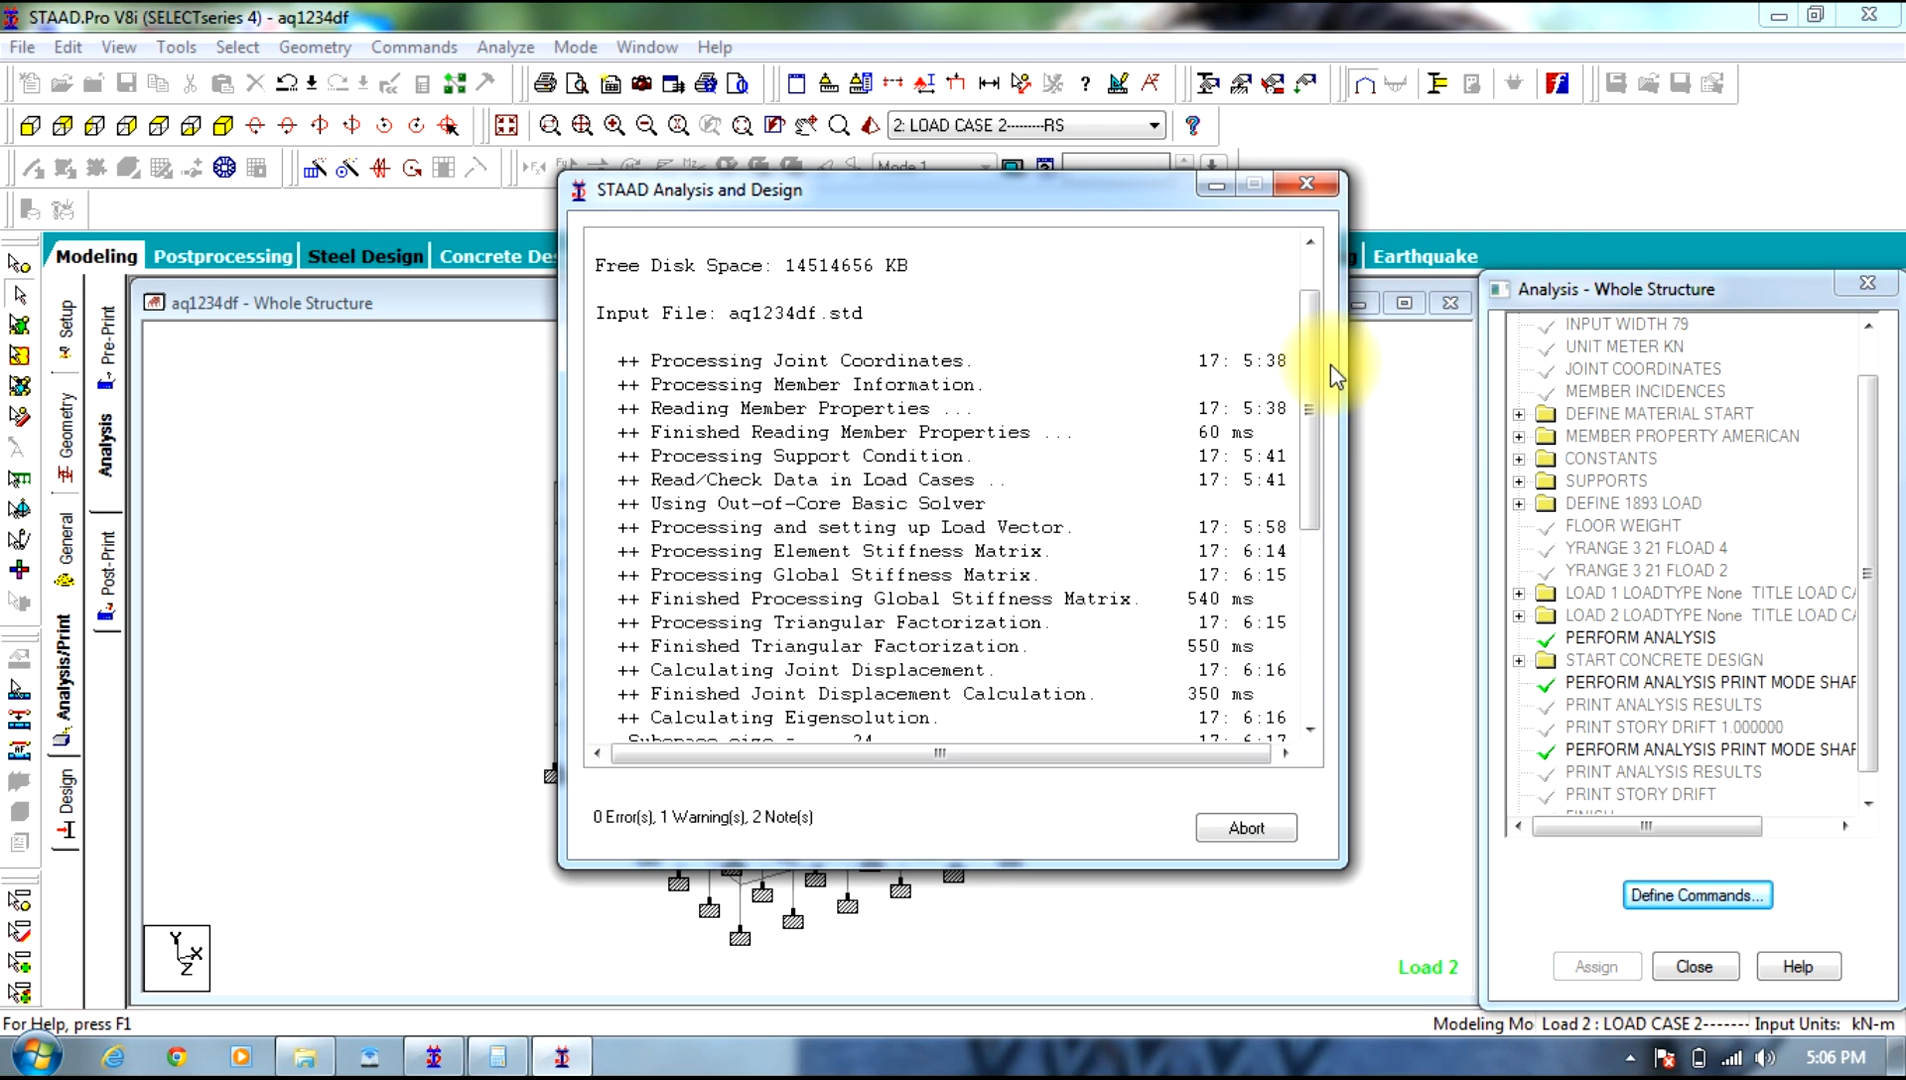 STAAD.Pro V8i (SELECTseries 4) - aq1234df
File Edit View Tools Select Geometry Commands Analyze Mode Window Help
2: LOAD CASE 2--------RS
Mode 1
Modeling Postprocessing Steel Design Concrete De Earthquake
aq1234df - Whole Structure
Setup
Geometry
General
Analysis/Print
Design
Pre-Print
Analysis
Post-Print
STAAD Analysis and Design
Free Disk Space: 14514656 KB
Input File: aq1234df.std
++ Processing Joint Coordinates. 17: 5:38
++ Processing Member Information.
++ Reading Member Properties ... 17: 5:38
++ Finished Reading Member Properties ... 60 ms
++ Processing Support Condition. 17: 5:41
++ Read/Check Data in Load Cases .. 17: 5:41
++ Using Out-of-Core Basic Solver
++ Processing and setting up Load Vector. 17: 5:58
++ Processing Element Stiffness Matrix. 17: 6:14
++ Processing Global Stiffness Matrix. 17: 6:15
++ Finished Processing Global Stiffness Matrix. 540 ms
++ Processing Triangular Factorization. 17: 6:15
++ Finished Triangular Factorization. 550 ms
++ Calculating Joint Displacement. 17: 6:16
++ Finished Joint Displacement Calculation. 350 ms
++ Calculating Eigensolution. 17: 6:16
Subspace size = 24 17: 6:17
0 Error(s), 1 Warning(s), 2 Note(s)
Abort
Analysis - Whole Structure
INPUT WIDTH 79
UNIT METER KN
JOINT COORDINATES
MEMBER INCIDENCES
DEFINE MATERIAL START
MEMBER PROPERTY AMERICAN
CONSTANTS
SUPPORTS
DEFINE 1893 LOAD
FLOOR WEIGHT
YRANGE 3 21 FLOAD 4
YRANGE 3 21 FLOAD 2
LOAD 1 LOADTYPE None TITLE LOAD CA
LOAD 2 LOADTYPE None TITLE LOAD CA
PERFORM ANALYSIS
START CONCRETE DESIGN
PERFORM ANALYSIS PRINT MODE SHAF
PRINT ANALYSIS RESULTS
PRINT STORY DRIFT 1.000000
PERFORM ANALYSIS PRINT MODE SHAF
PRINT ANALYSIS RESULTS
PRINT STORY DRIFT
FINISH
Define Commands...
Assign Close Help
Y
X
Z
Load 2
For Help, press F1
Modeling Mo Load 2 : LOAD CASE 2------- Input Units: kN-m
5:06 PM